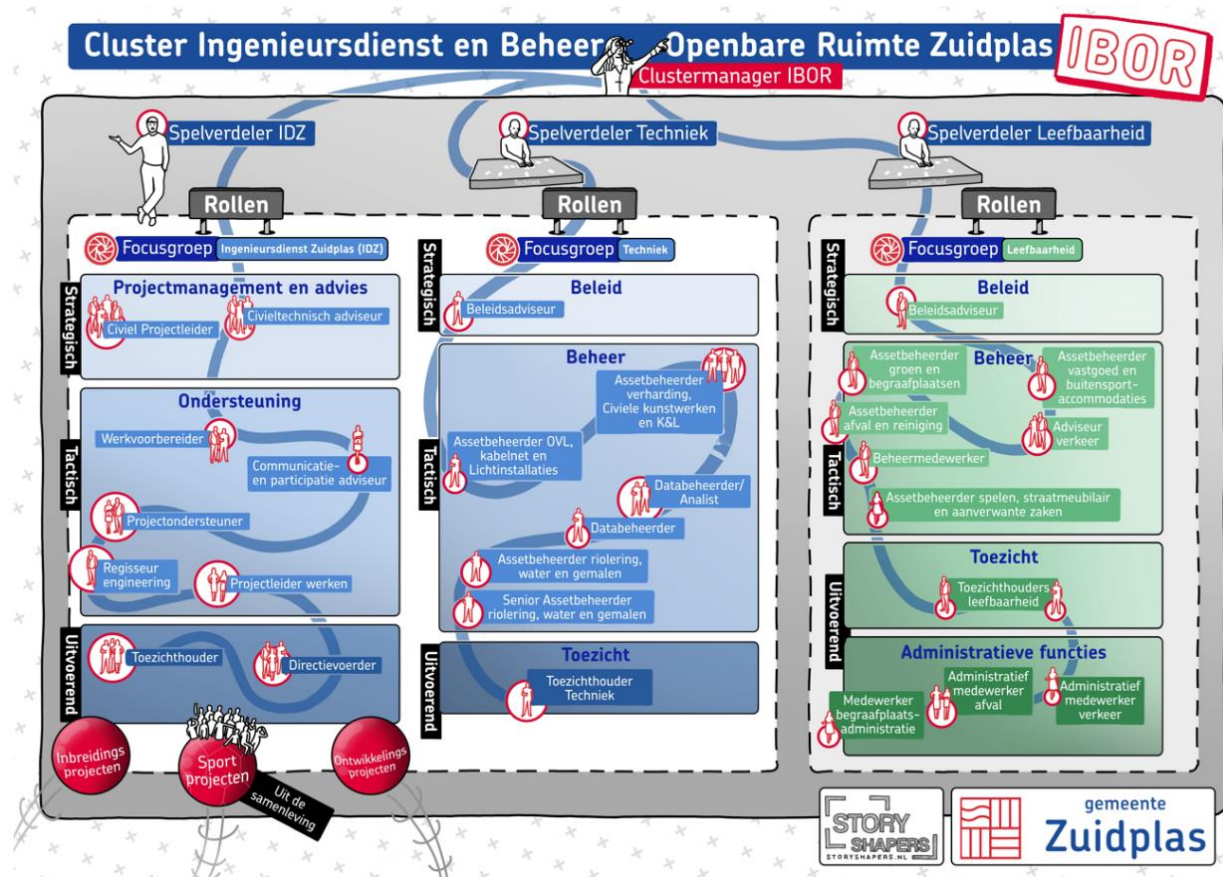 Cluster Ingenieursdienst en Beheer Openbare Ruimte Zuidplas
IBOR
Clustermanager IBOR
Spelverdeler IDZ
Spelverdeler Techniek
Spelverdeler Leefbaarheid
Rollen
Focusgroep Ingenieursdienst Zuidplas (IDZ)
Strategisch
Projectmanagement en advies
Civiel Projectleider
Civieltechnisch adviseur
Tactisch
Ondersteuning
Werkvoorbereider
Communicatie-
en participatie adviseur
Projectondersteuner
Regisseur
engineering
Projectleider werken
Uitvoerend
Toezichthouder
Directievoerder
Inbreidings
projecten
Sport
projecten
Uit de
samenleving
Ontwikkelings
projecten
Rollen
Focusgroep Techniek
Strategisch
Beleid
Beleidsadviseur
Tactisch
Beheer
Assetbeheerder
verharding,
Civiele kunstwerken
en K&L
Assetbeheerder OVL,
kabelnet en
Lichtinstallaties
Databeheerder/
Analist
Databeheerder
Assetbeheerder riolering,
water en gemalen
Senior Assetbeheerder
riolering, water en gemalen
Uitvoerend
Toezicht
Toezichthouder
Techniek
Rollen
Focusgroep Leefbaarheid
Strategisch
Beleid
Beleidsadviseur
Tactisch
Beheer
Assetbeheerder
groen en
begraafplaatsen
Assetbeheerder
vastgoed en
buitensport-
accommodaties
Assetbeheerder
afval en reiniging
Adviseur
verkeer
Beheermedewerker
Assetbeheerder spelen, straatmeubilair
en aanverwante zaken
Uitvoerend
Toezicht
Toezichthouders
leefbaarheid
Administratieve functies
Administratief
medewerker
afval
Administratief
medewerker
verkeer
Medewerker
begraafplaats-
administratie
STORY
SHAPERS
STORYSHAPERS.NL
gemeente
Zuidplas